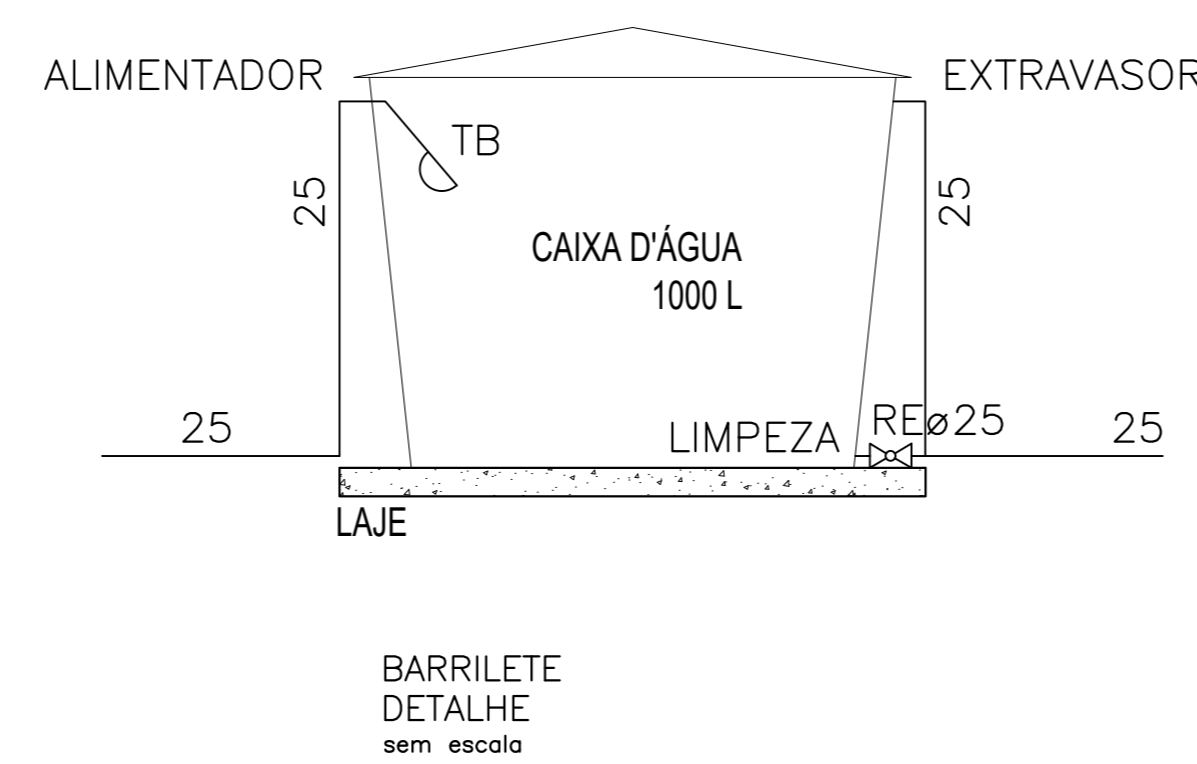 ALIMENTADOR
EXTRAVASOR
TB
25
25
CAIXA D'ÁGUA
1000 L
25
LIMPEZA
REø25
25
LAJE
BARRILETE
DETALHE
sem escala